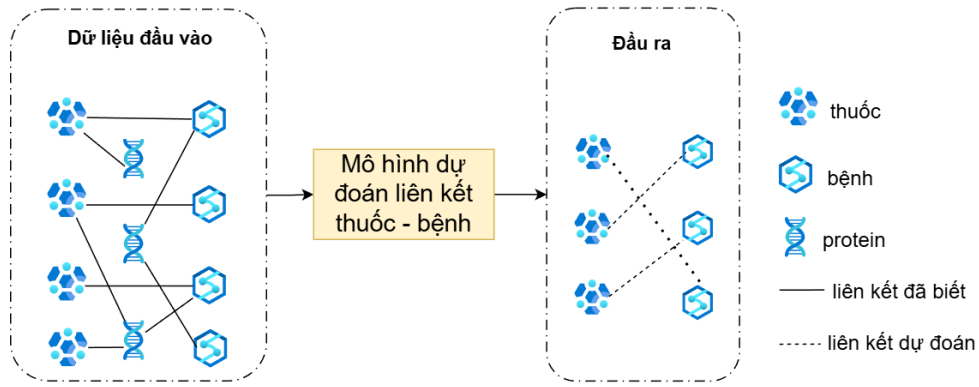 Dữ liệu đầu vào
Mô hình dự
đoán liên kết
thuốc - bệnh
Đầu ra
thuốc
bệnh
protein
liên kết đã biết
liên kết dự đoán